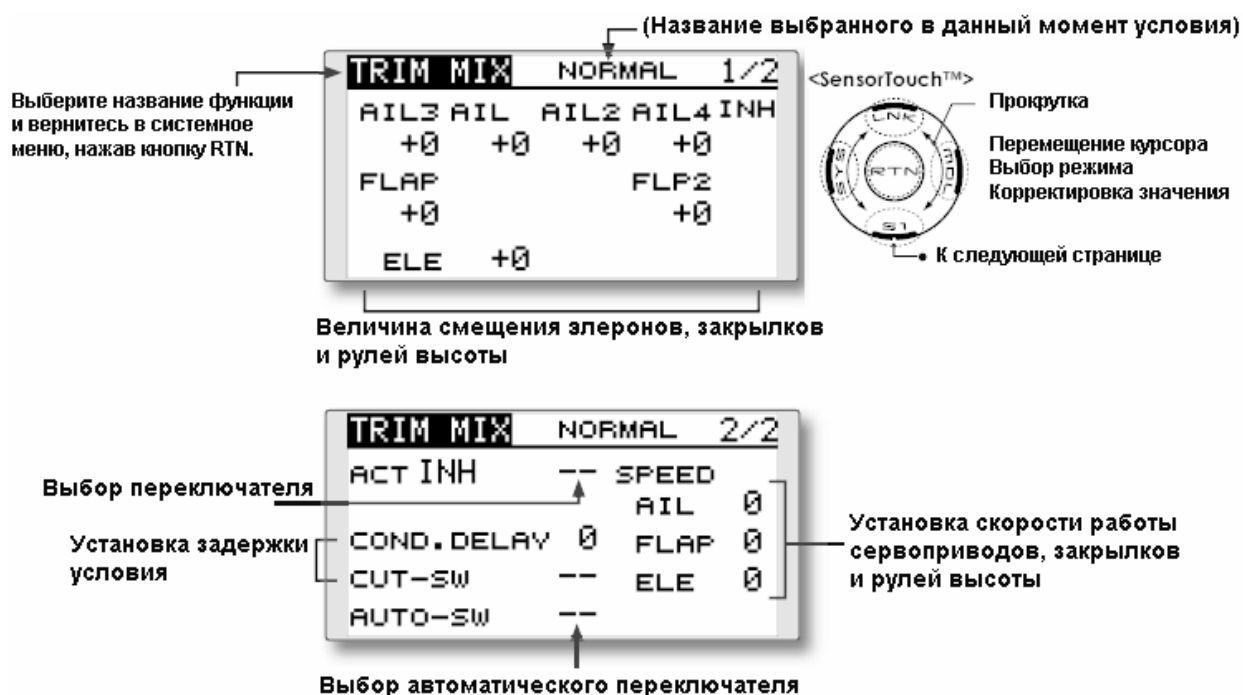 (Название выбранного в данный момент условия)
Выберите название функции
и вернитесь в системное
меню, нажав кнопку RTN.
TRIM MIX NORMAL 1/2
AIL3 AIL AIL2 AIL4 INH
+0 +0 +0 +0
FLAP FLP2
+0 +0
ELE +0
<SensorTouch™>
LNK
SYS
RTN
MDL
S1
Прокрутка
Перемещение курсора
Выбор режима
Корректировка значения
К следующей странице
Величина смещения элеронов, закрылков
и рулей высоты
TRIM MIX NORMAL 2/2
ACT INH -- SPEED
AIL 0
COND.DELAY 0 FLAP 0
CUT-SW -- ELE 0
AUTO-SW --
Выбор переключателя
Установка задержки
условия
Установка скорости работы
сервоприводов, закрылков
и рулей высоты
Выбор автоматического переключателя